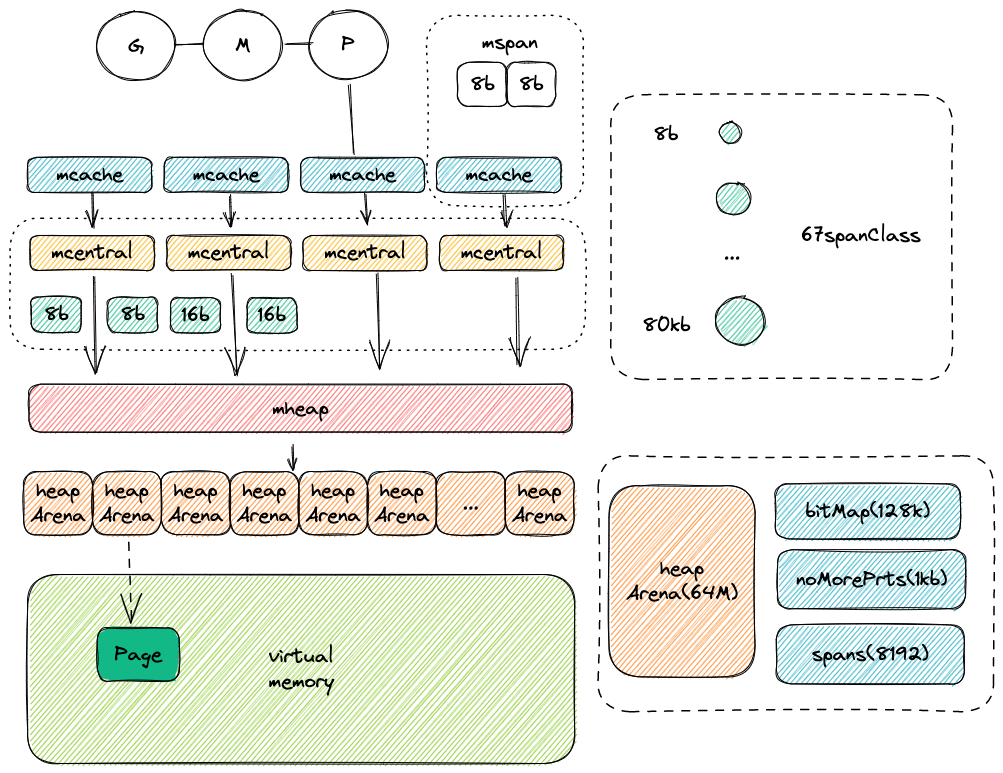 G
M
P
mspan
8b
8b
mcache
mcache
mcache
mcache
mcentral
mcentral
mcentral
mcentral
8b
8b
16b
16b
mheap
heap
Arena
heap
Arena
heap
Arena
heap
Arena
heap
Arena
heap
Arena
...
heap
Arena
Page
virtual
memory
8b
...
80kb
67spanClass
heap
Arena(64M)
bitMap(128k)
noMorePrts(1kb)
spans(8192)